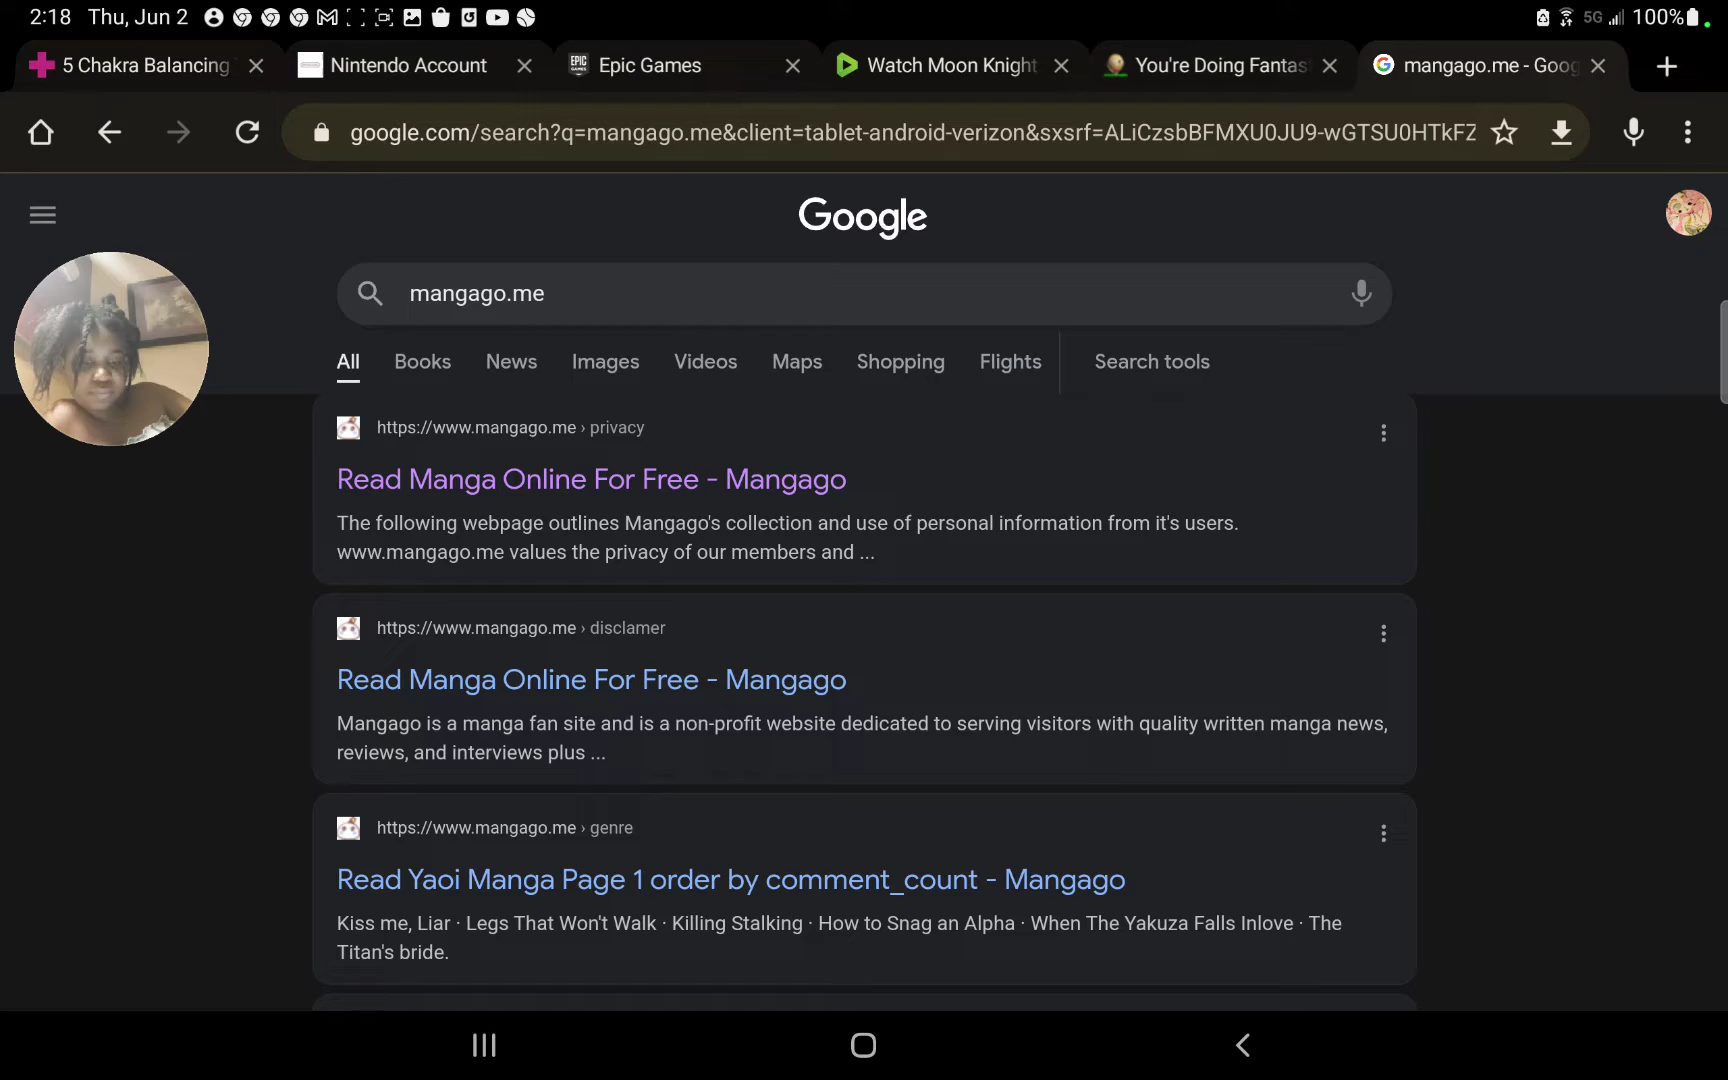 2:18 Thu, Jun 2
5G 100%
5 Chakra Balancing
Nintendo Account
EPIC GAMES
Epic Games
Watch Moon Knight
You're Doing Fantas
mangago.me - Goog
google.com/search?q=mangago.me&client=tablet-android-verizon&sxsrf=ALiCzsbBFMXU0JU9-wGTSU0HTkFZ
Google
mangago.me
All Books News Images Videos Maps Shopping Flights Search tools
https://www.mangago.me › privacy
Read Manga Online For Free - Mangago
The following webpage outlines Mangago's collection and use of personal information from it's users.
www.mangago.me values the privacy of our members and ...
https://www.mangago.me › disclamer
Read Manga Online For Free - Mangago
Mangago is a manga fan site and is a non-profit website dedicated to serving visitors with quality written manga news,
reviews, and interviews plus ...
https://www.mangago.me › genre
Read Yaoi Manga Page 1 order by comment_count - Mangago
Kiss me, Liar · Legs That Won't Walk · Killing Stalking · How to Snag an Alpha · When The Yakuza Falls Inlove · The
Titan's bride.